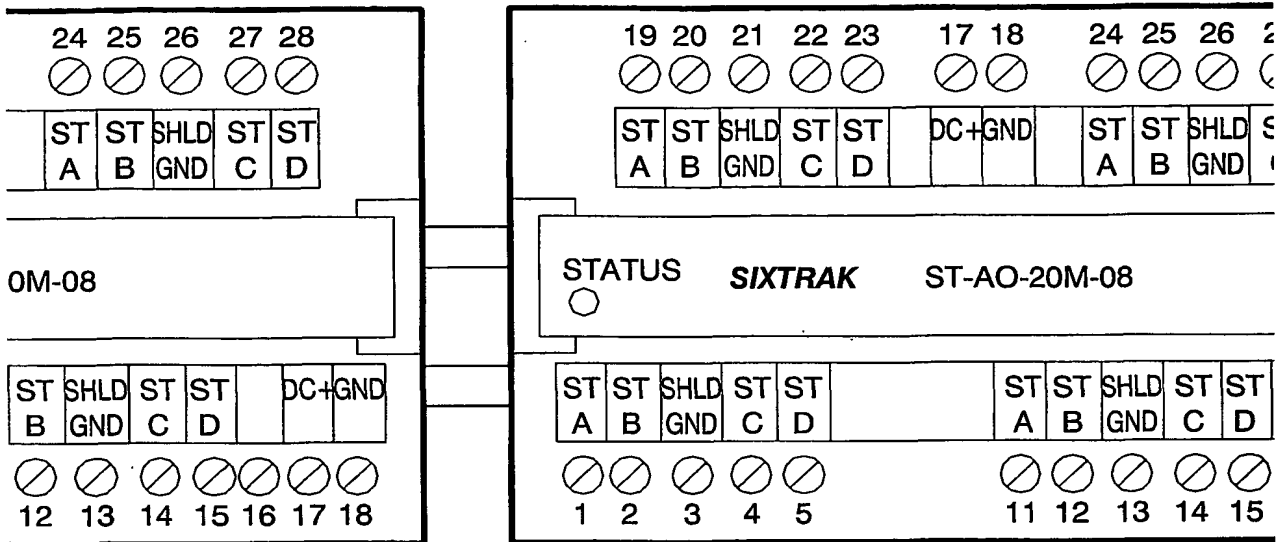 24 25 26 27 28
ST ST SHLD ST ST
A B GND C D
0M-08
ST SHLD ST ST DC+ GND
B GND C D
12 13 14 15 16 17 18
19 20 21 22 23 17 18 24 25 26
ST ST SHLD ST ST DC+ GND ST ST SHLD
A B GND C D A B GND
STATUS SIXTRAK ST-AO-20M-08
ST ST SHLD ST ST ST ST SHLD ST ST
A B GND C D A B GND C D
1 2 3 4 5 11 12 13 14 15